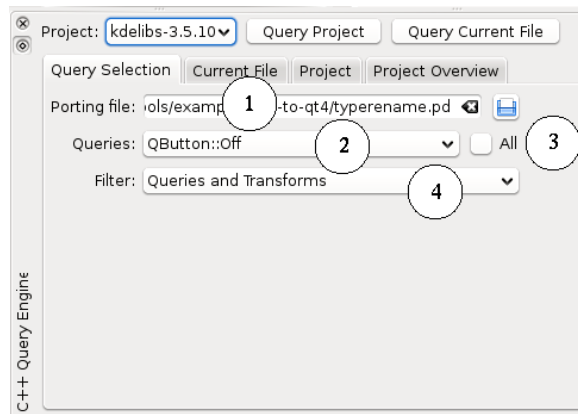 Project: kdelibs-3.5.10 Query Project Query Current File
Query Selection Current File Project Project Overview
Porting file: ols/examp 1 -to-qt4/typerename.pd
Queries: QButton::Off 2 All 3
Filter: Queries and Transforms 4
C++ Query Engine